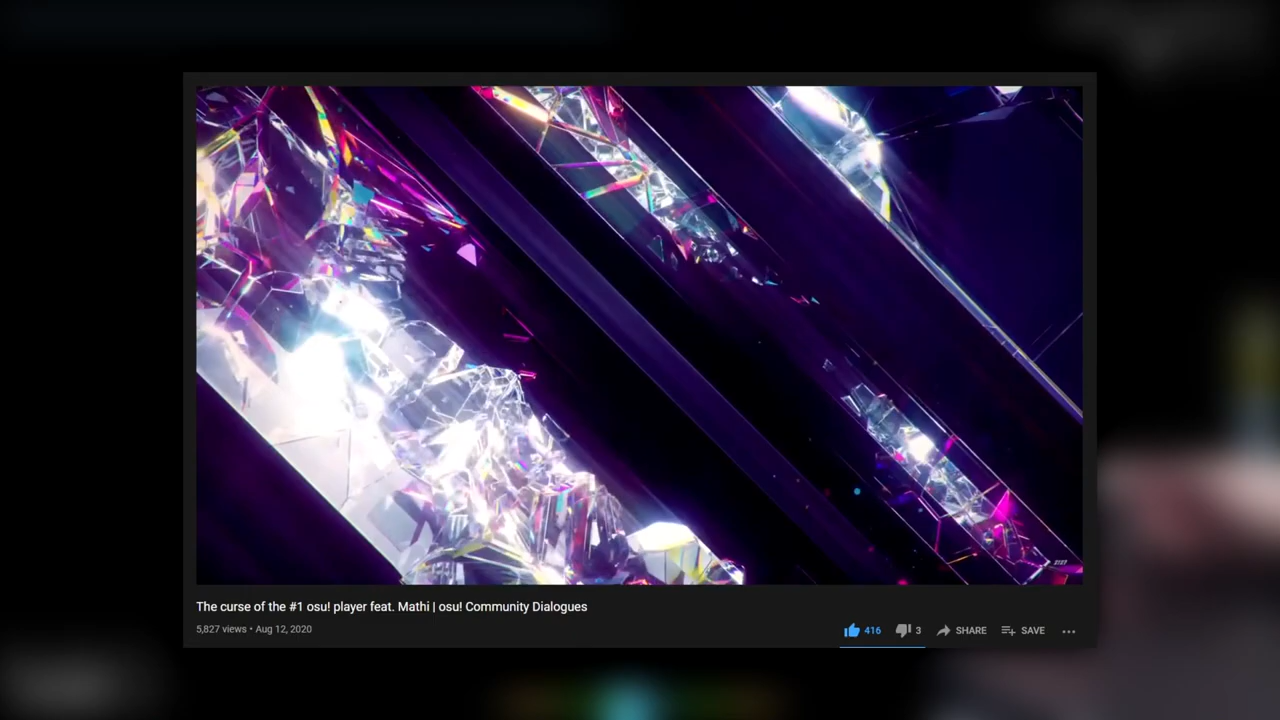 The curse of the #1 osu! player feat. Mathi | osu! Community Dialogues
5,827 views • Aug 12, 2020
416
3
SHARE
SAVE